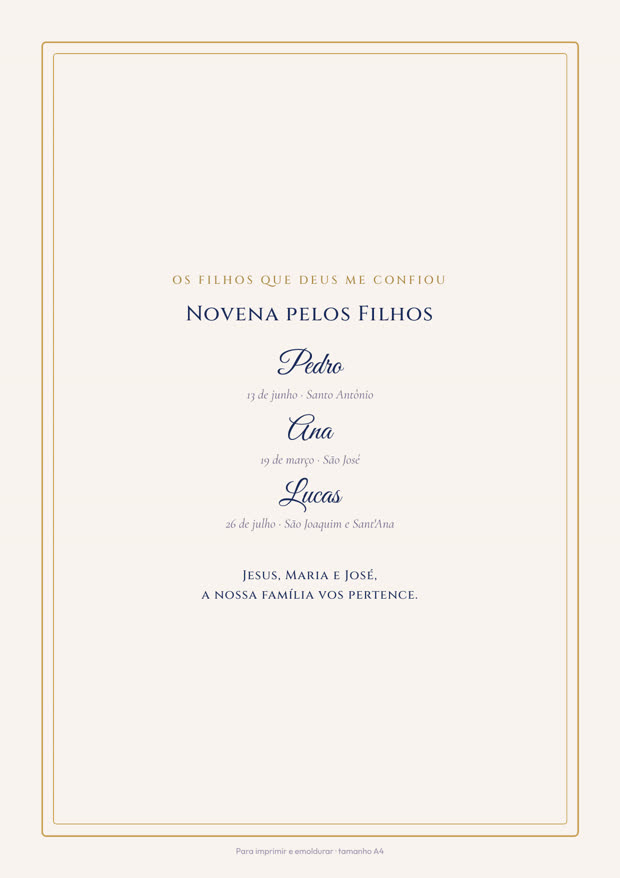 OS FILHOS QUE DEUS ME CONFIOU
NOVENA PELOS FILHOS
Pedro
13 de junho · Santo Antônio
Ana
19 de março · São José
Lucas
26 de julho · São Joaquim e Sant'Ana
JESUS, MARIA E JOSÉ,
A NOSSA FAMÍLIA VOS PERTENCE.
Para imprimir e emoldurar · tamanho A4